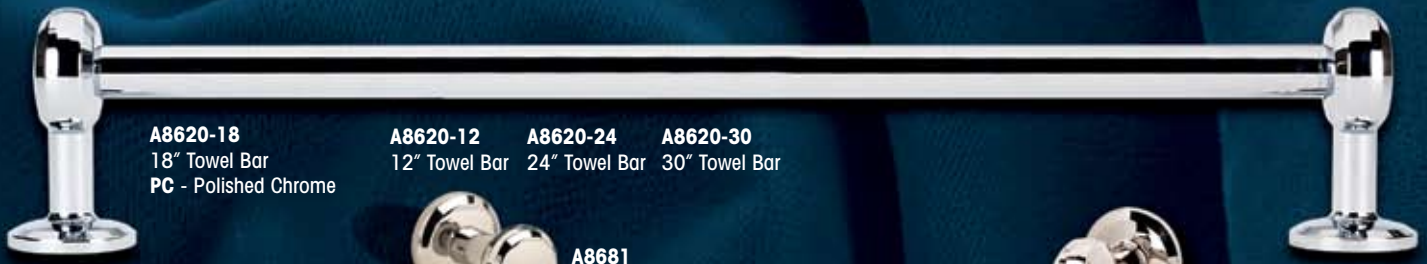 A8620-18
18″ Towel Bar
PC - Polished Chrome
A8620-12
12″ Towel Bar
A8620-24
24″ Towel Bar
A8620-30
30″ Towel Bar
A8681